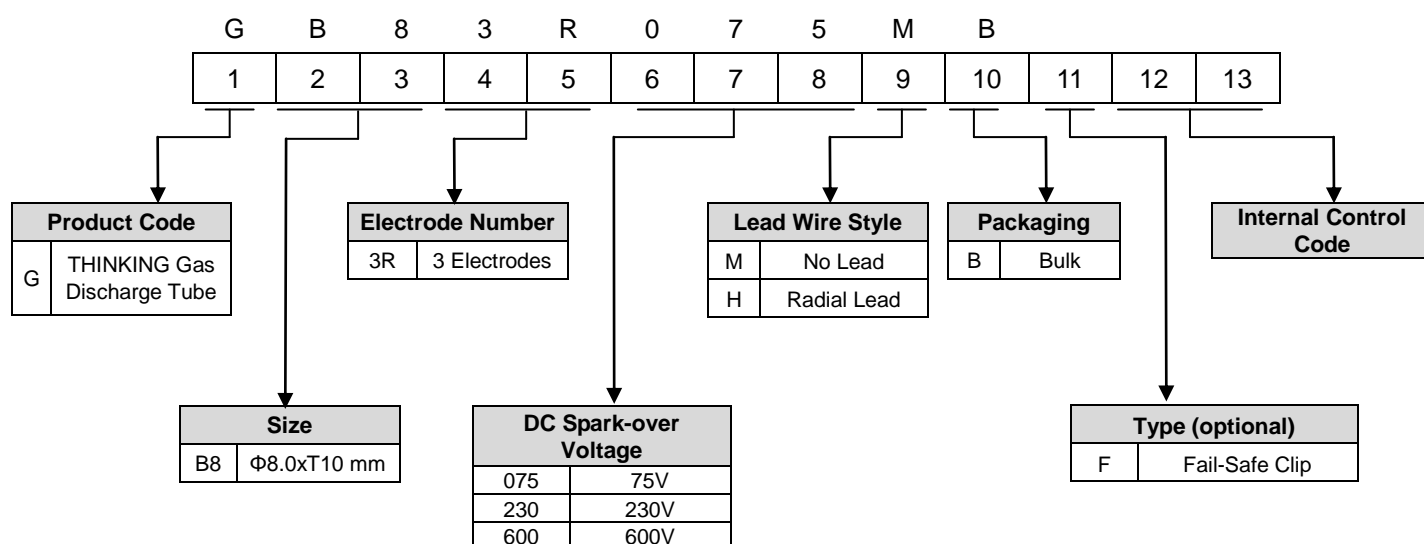 G B 8 3 R 0 7 5 M B
1 2 3 4 5 6 7 8 9 10 11 12 13
Product Code
G THINKING Gas
Discharge Tube
Electrode Number
3R 3 Electrodes
Lead Wire Style
M No Lead
H Radial Lead
Packaging
B Bulk
Internal Control
Code
Size
B8 Φ8.0xT10 mm
DC Spark-over
Voltage
075 75V
230 230V
600 600V
Type (optional)
F Fail-Safe Clip